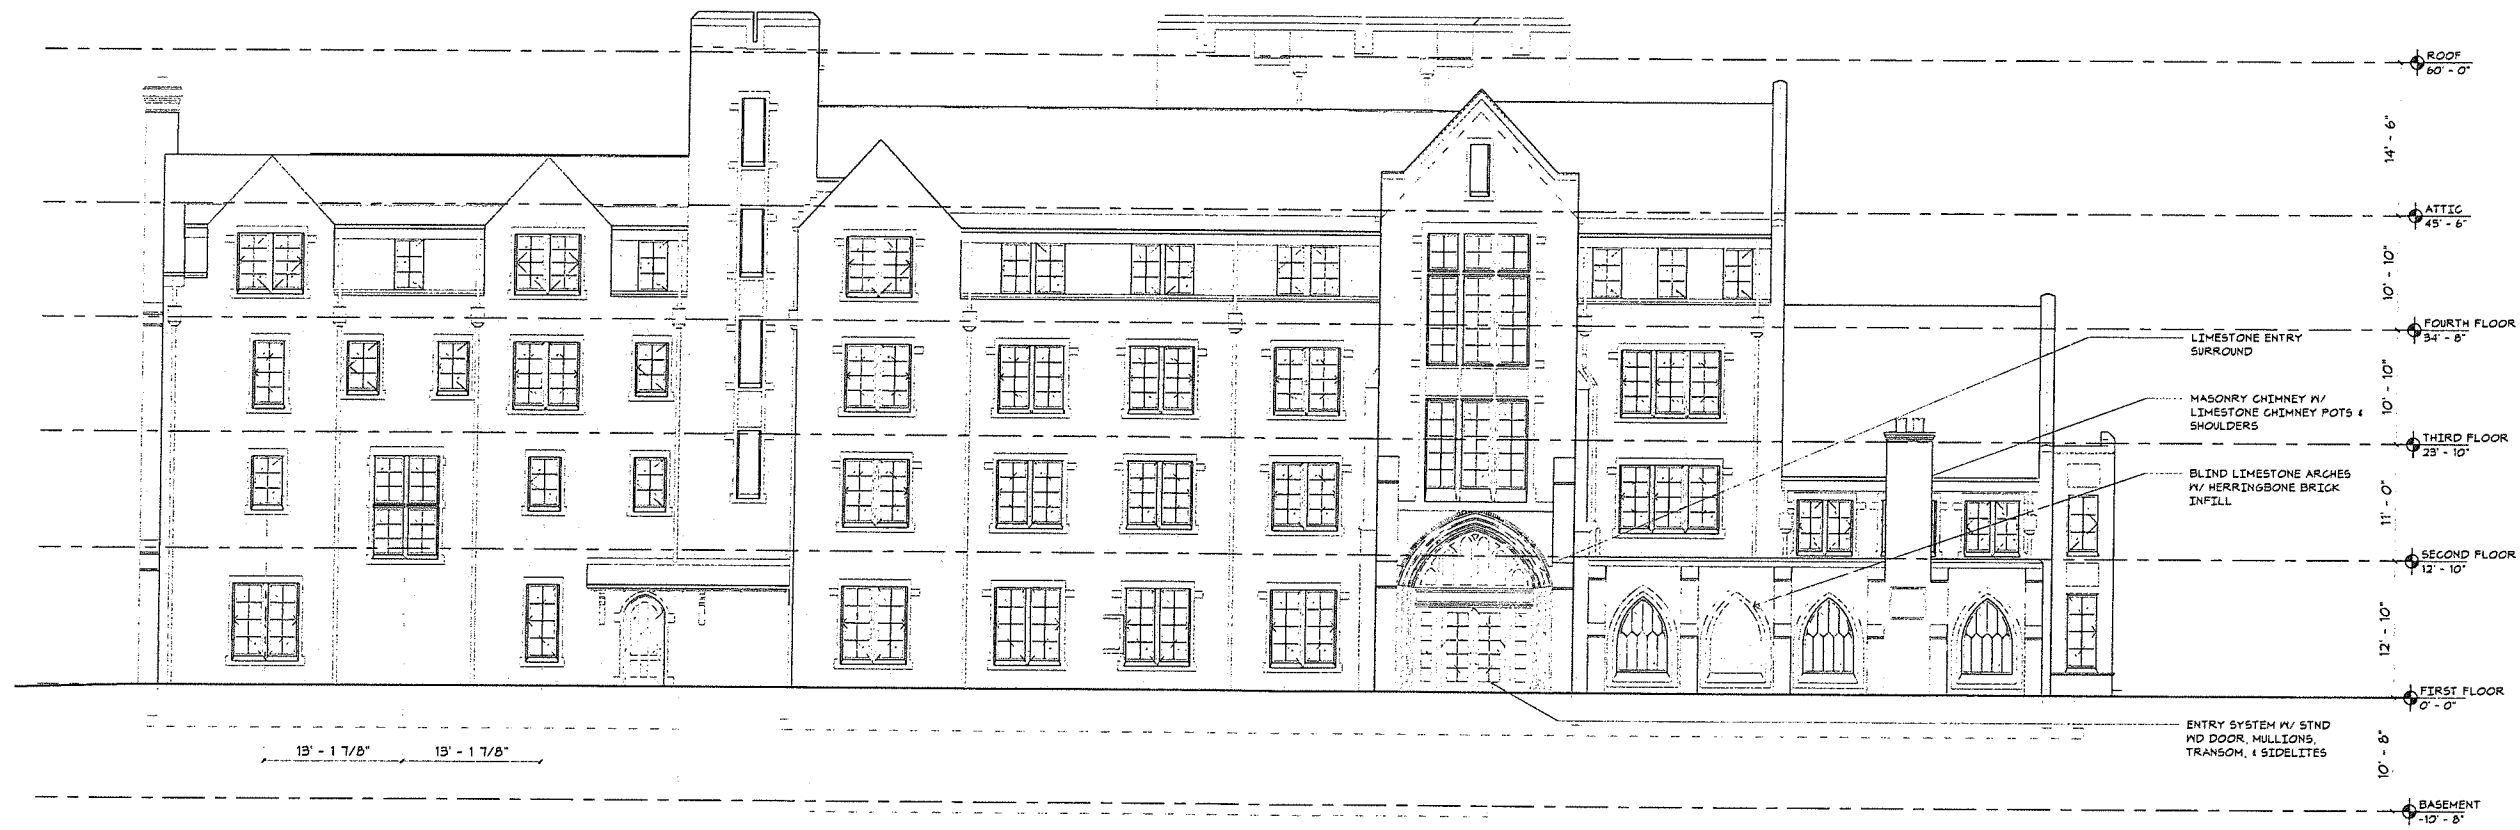 ROOF
60' - 0"
14' - 6"
ATTIC
45' - 6"
10' - 10"
FOURTH FLOOR
34' - 8"
LIMESTONE ENTRY
SURROUND
10' - 10"
MASONRY CHIMNEY W/
LIMESTONE CHIMNEY POTS &
SHOULDERS
THIRD FLOOR
23' - 10"
BLIND LIMESTONE ARCHES
W/ HERRINGBONE BRICK
INFILL
11' - 0"
SECOND FLOOR
12' - 10"
12' - 10"
FIRST FLOOR
0' - 0"
ENTRY SYSTEM W/ STND
WD DOOR, MULLIONS,
TRANSOM, & SIDELITES
13' - 1 7/8" 13' - 1 7/8"
10' - 8"
BASEMENT
-10' - 8"